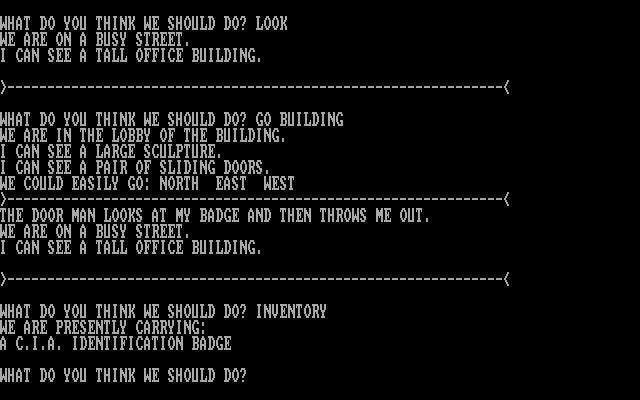 WHAT DO YOU THINK WE SHOULD DO? LOOK
WE ARE ON A BUSY STREET.
I CAN SEE A TALL OFFICE BUILDING.
>--------------------------------------------------------------<
WHAT DO YOU THINK WE SHOULD DO? GO BUILDING
WE ARE IN THE LOBBY OF THE BUILDING.
I CAN SEE A LARGE SCULPTURE.
I CAN SEE A PAIR OF SLIDING DOORS.
WE COULD EASILY GO: NORTH  EAST  WEST
>--------------------------------------------------------------<
THE DOOR MAN LOOKS AT MY BADGE AND THEN THROWS ME OUT.
WE ARE ON A BUSY STREET.
I CAN SEE A TALL OFFICE BUILDING.
>--------------------------------------------------------------<
WHAT DO YOU THINK WE SHOULD DO? INVENTORY
WE ARE PRESENTLY CARRYING:
A C.I.A. IDENTIFICATION BADGE
WHAT DO YOU THINK WE SHOULD DO?